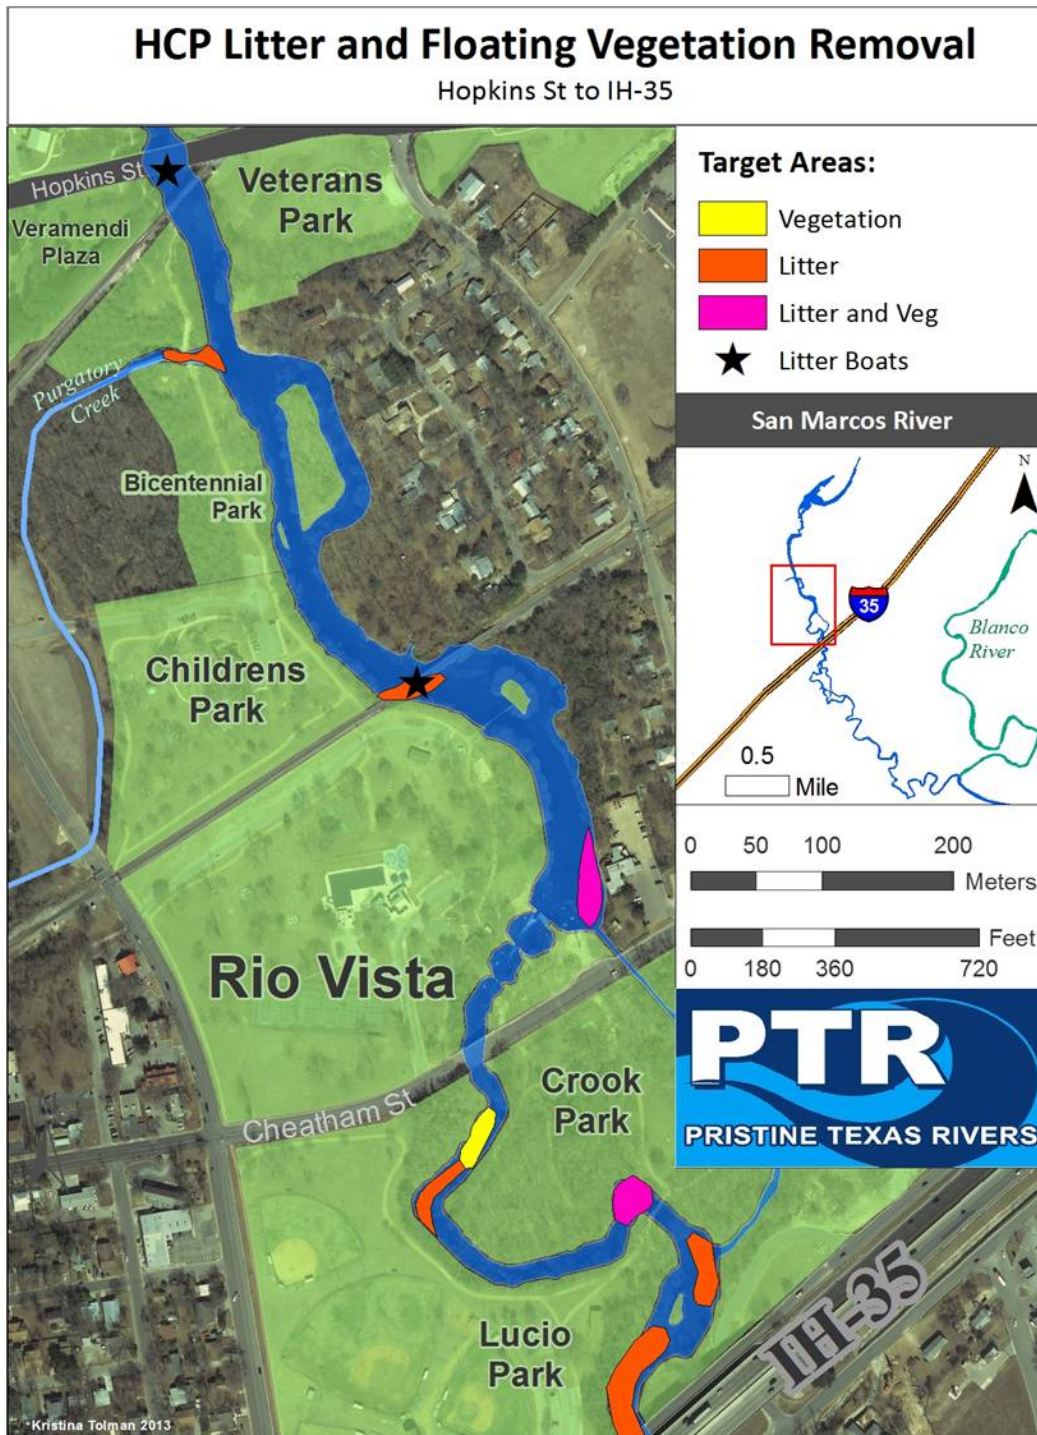 HCP Litter and Floating Vegetation Removal
Hopkins St to IH-35
Hopkins St
Veterans
Park
Veramendi
Plaza
Purgatory
Creek
Bicentennial
Park
Childrens
Park
Rio Vista
Cheatham St
Crook
Park
Lucio
Park
IH-35
*Kristina Tolman 2013
Target Areas:
Vegetation
Litter
Litter and Veg
Litter Boats
San Marcos River
N
35
Blanco
River
0.5
Mile
0 50 100 200
Meters
Feet
0 180 360 720
PTR
PRISTINE TEXAS RIVERS